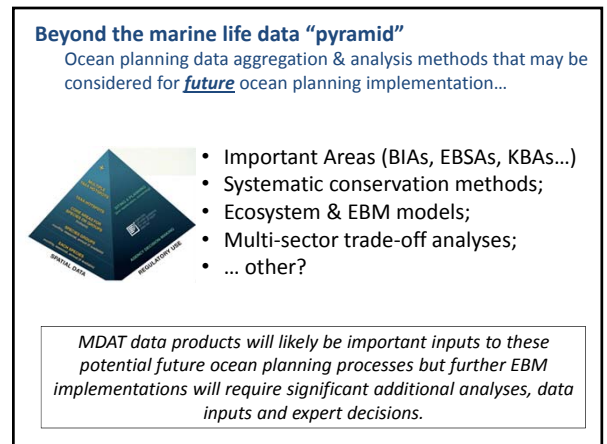 Beyond the marine life data “pyramid”
Ocean planning data aggregation & analysis methods that may be
considered for future ocean planning implementation…
• Important Areas (BIAs, EBSAs, KBAs…)
• Systematic conservation methods;
• Ecosystem & EBM models;
• Multi-sector trade-off analyses;
• … other?
SPATIAL DATA
REGULATORY USE
MDAT data products will likely be important inputs to these
potential future ocean planning processes but further EBM
implementations will require significant additional analyses, data
inputs and expert decisions.